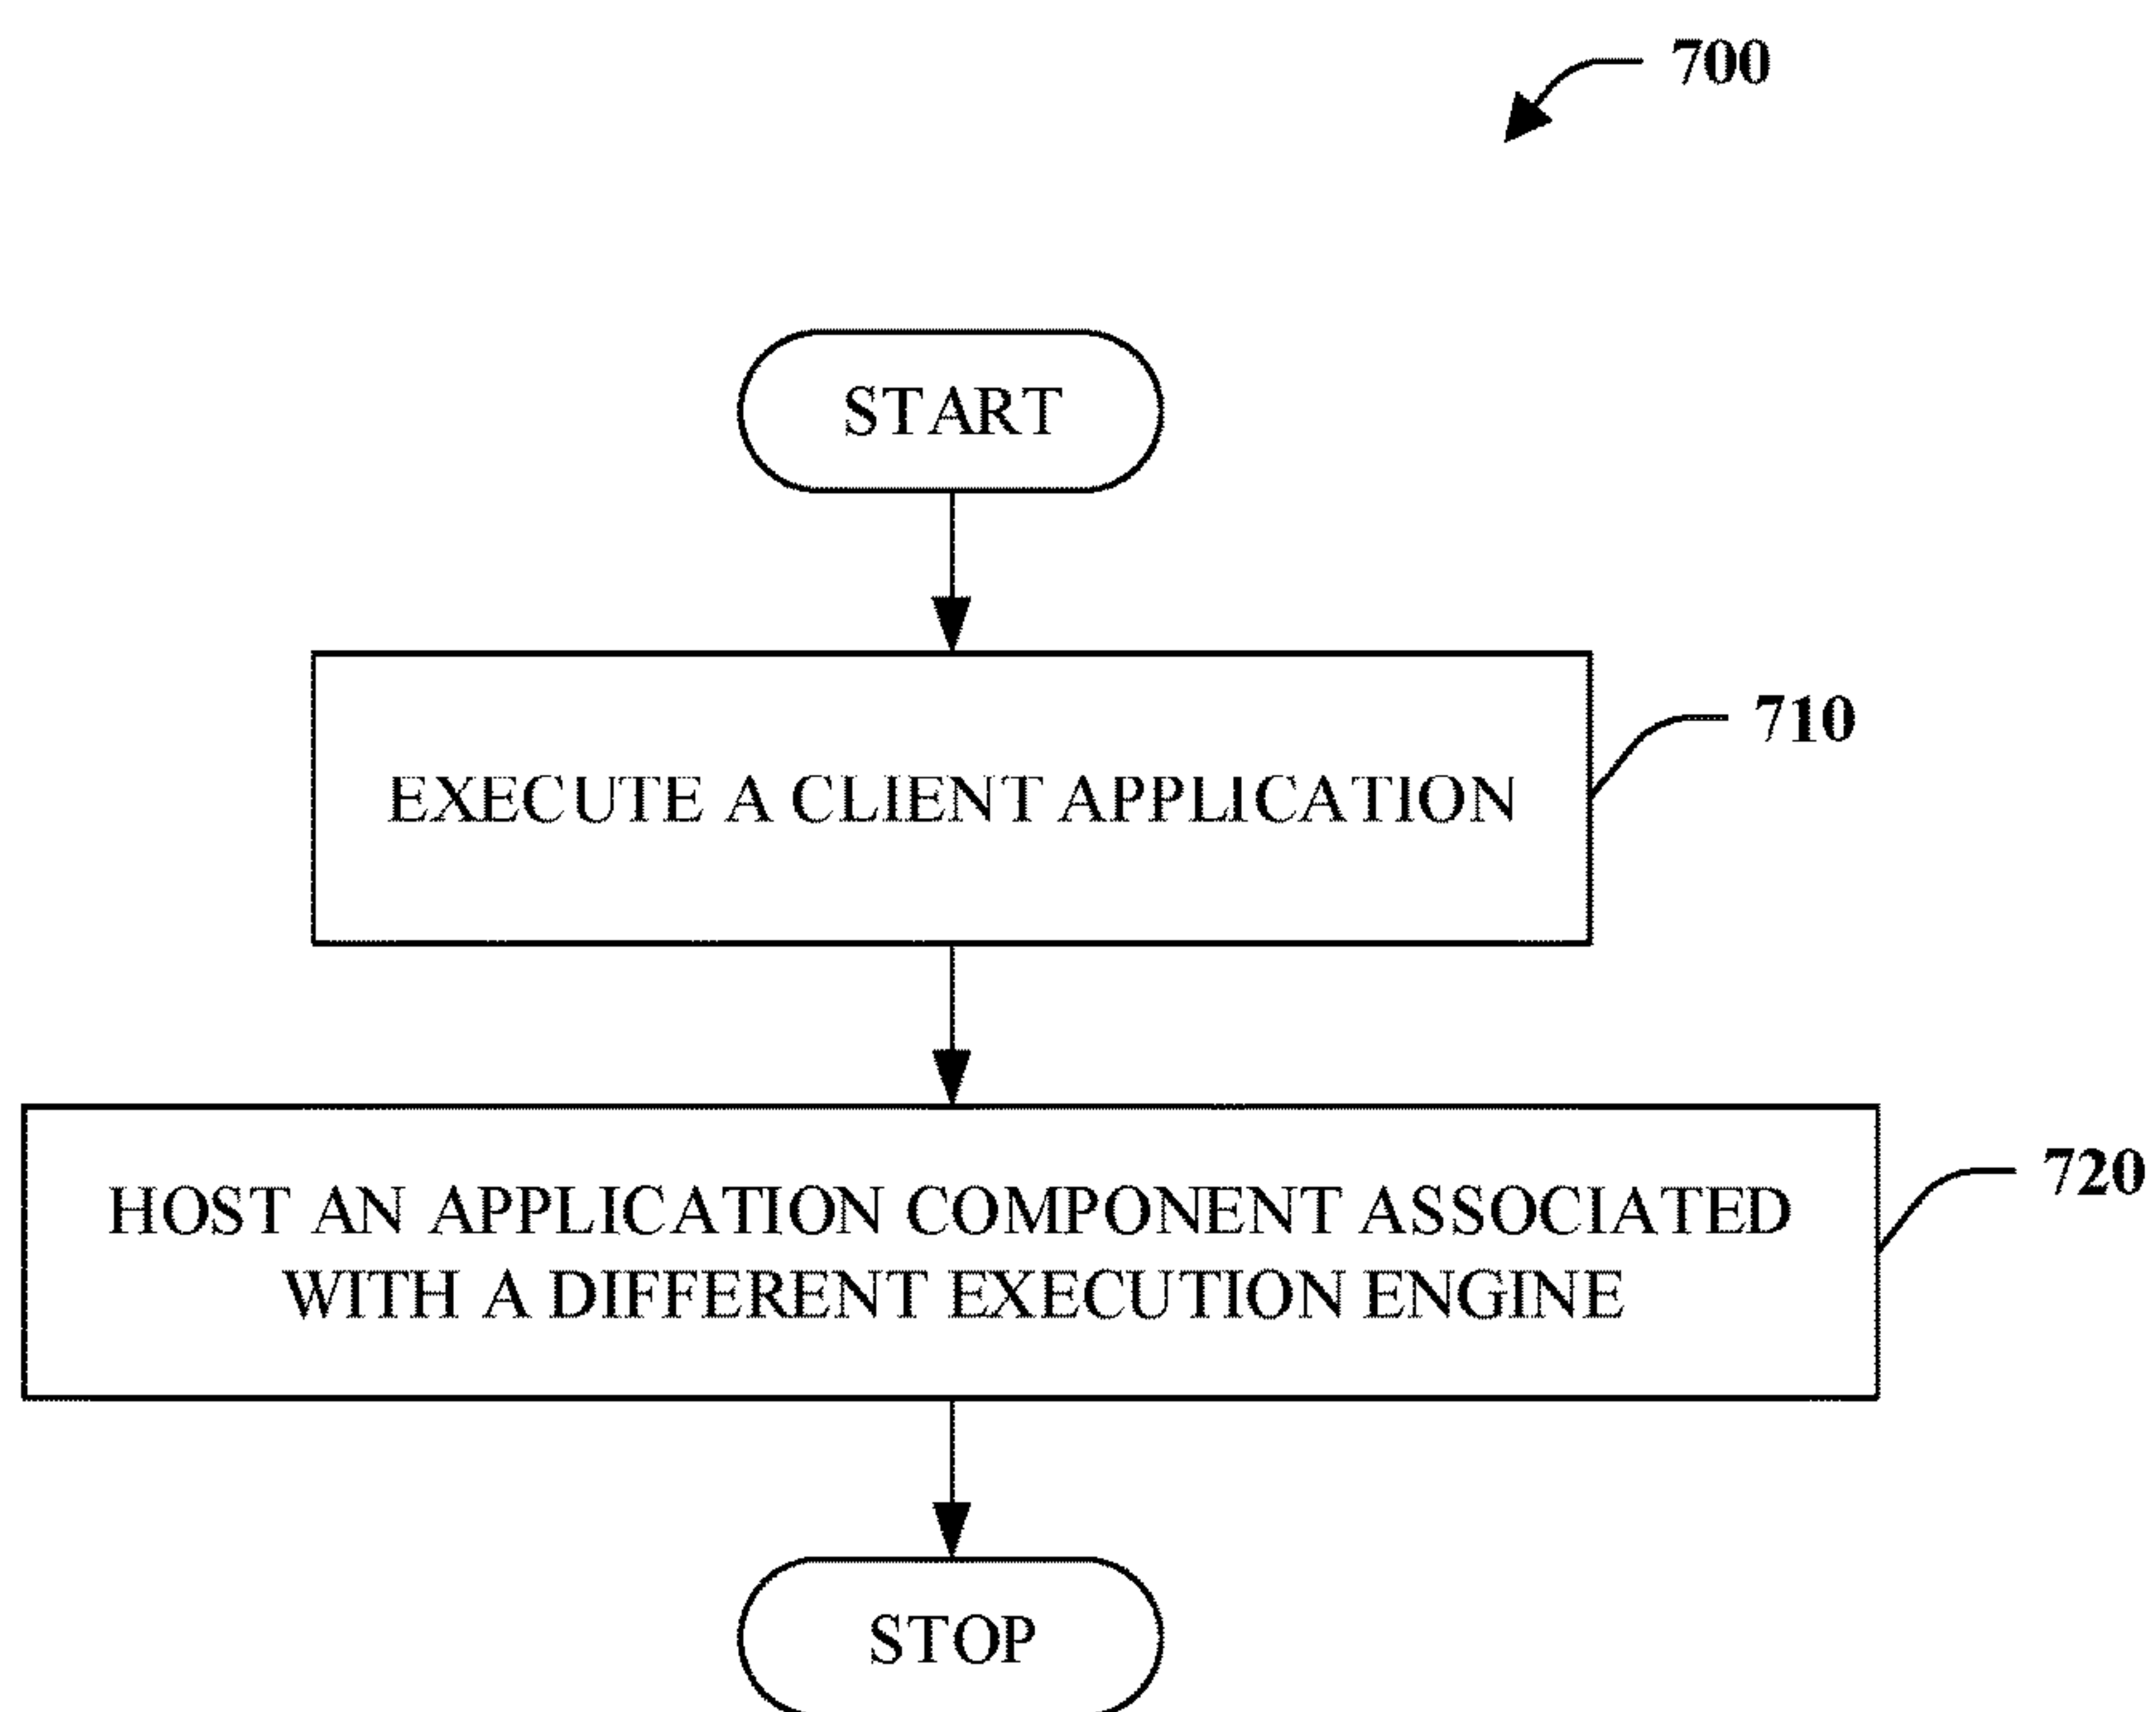 700
START
EXECUTE A CLIENT APPLICATION
710
HOST AN APPLICATION COMPONENT ASSOCIATED
WITH A DIFFERENT EXECUTION ENGINE
720
STOP